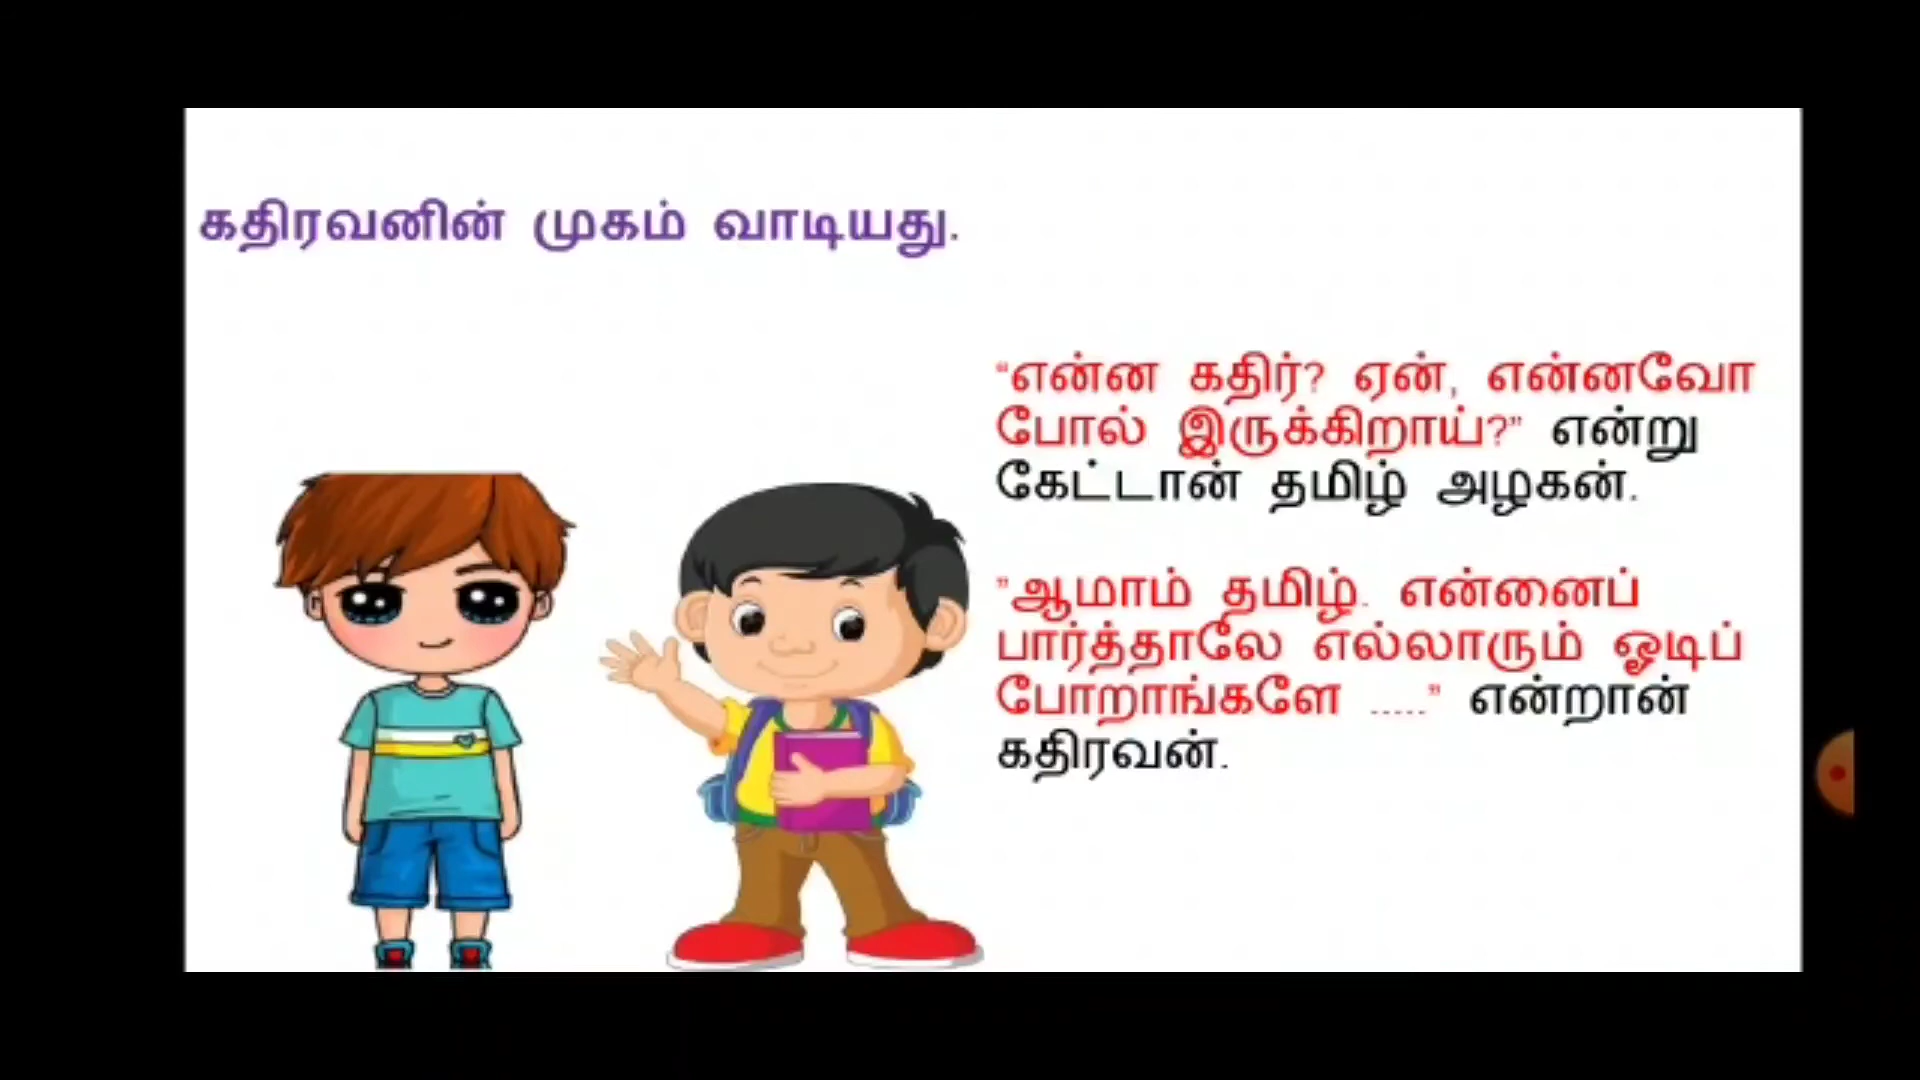 கதிரவனின் முகம் வாடியது.
“என்ன கதிர்? ஏன், என்னவோ
போல் இருக்கிறாய்?” என்று
கேட்டான் தமிழ் அழகன்.
”ஆமாம் தமிழ். என்னைப்
பார்த்தாலே எல்லாரும் ஓடிப்
போறாங்களே .....” என்றான்
கதிரவன்.